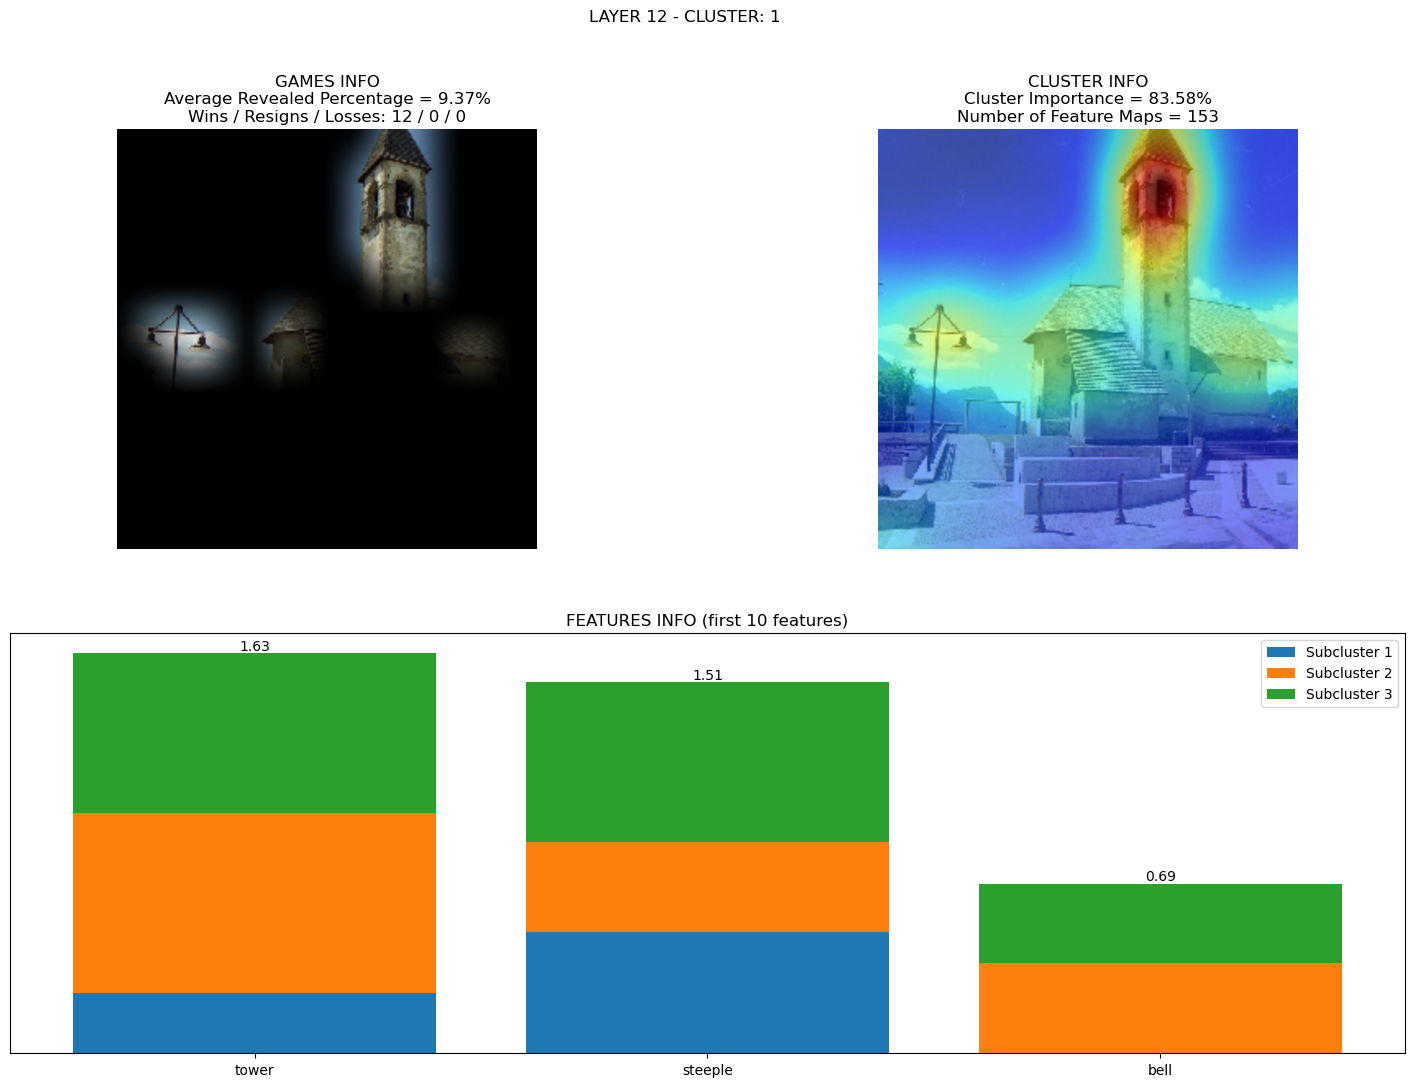 LAYER 12 - CLUSTER: 1
GAMES INFO
Average Revealed Percentage = 9.37%
Wins / Resigns / Losses: 12 / 0 / 0
CLUSTER INFO
Cluster Importance = 83.58%
Number of Feature Maps = 153
FEATURES INFO (first 10 features)
1.63
1.51
0.69
Subcluster 1
Subcluster 2
Subcluster 3
tower
steeple
bell